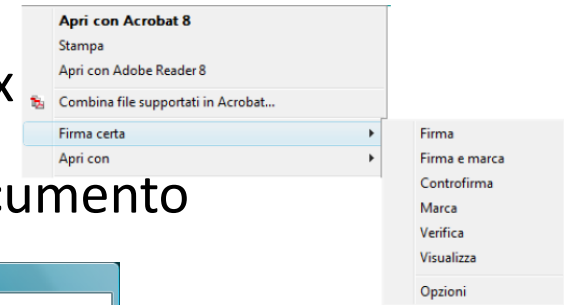 Apri con Acrobat 8
Stampa
Apri con Adobe Reader 8
x
Combina file supportati in Acrobat...
Firma certa
Apri con
cumento
Firma
Firma e marca
Controfirma
Marca
Verifica
Visualizza
Opzioni